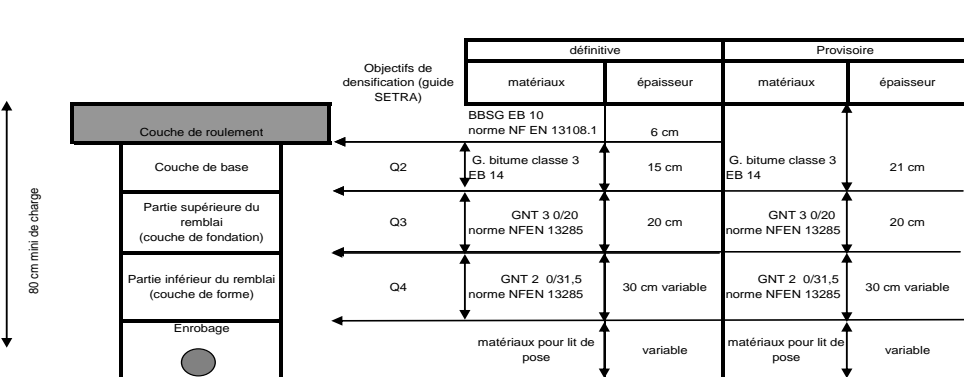 définitive
Provisoire
Objectifs de
densification (guide
SETRA)
matériaux
épaisseur
matériaux
épaisseur
Couche de roulement
BBSG EB 10
norme NF EN 13108.1
6 cm
Couche de base
Q2
G. bitume classe 3
EB 14
15 cm
G. bitume classe 3
EB 14
21 cm
80 cm mini de charge
Partie supérieure du
remblai
(couche de fondation)
Q3
GNT 3 0/20
norme NFEN 13285
20 cm
GNT 3 0/20
norme NFEN 13285
20 cm
Partie inférieur du remblai
(couche de forme)
Q4
GNT 2 0/31,5
norme NFEN 13285
30 cm variable
GNT 2 0/31,5
norme NFEN 13285
30 cm variable
Enrobage
matériaux pour lit de
pose
variable
matériaux pour lit de
pose
variable